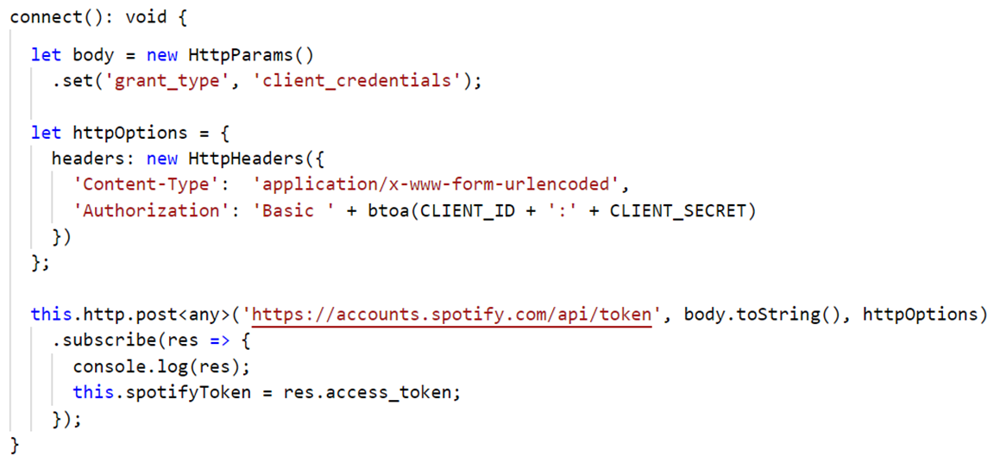 connect(): void {
let body = new HttpParams()
.set('grant_type', 'client_credentials');
let httpOptions = {
headers: new HttpHeaders({
'Content-Type':  'application/x-www-form-urlencoded',
'Authorization': 'Basic ' + btoa(CLIENT_ID + ':' + CLIENT_SECRET)
})
};
this.http.post<any>('https://accounts.spotify.com/api/token', body.toString(), httpOptions)
.subscribe(res => {
console.log(res);
this.spotifyToken = res.access_token;
});
}